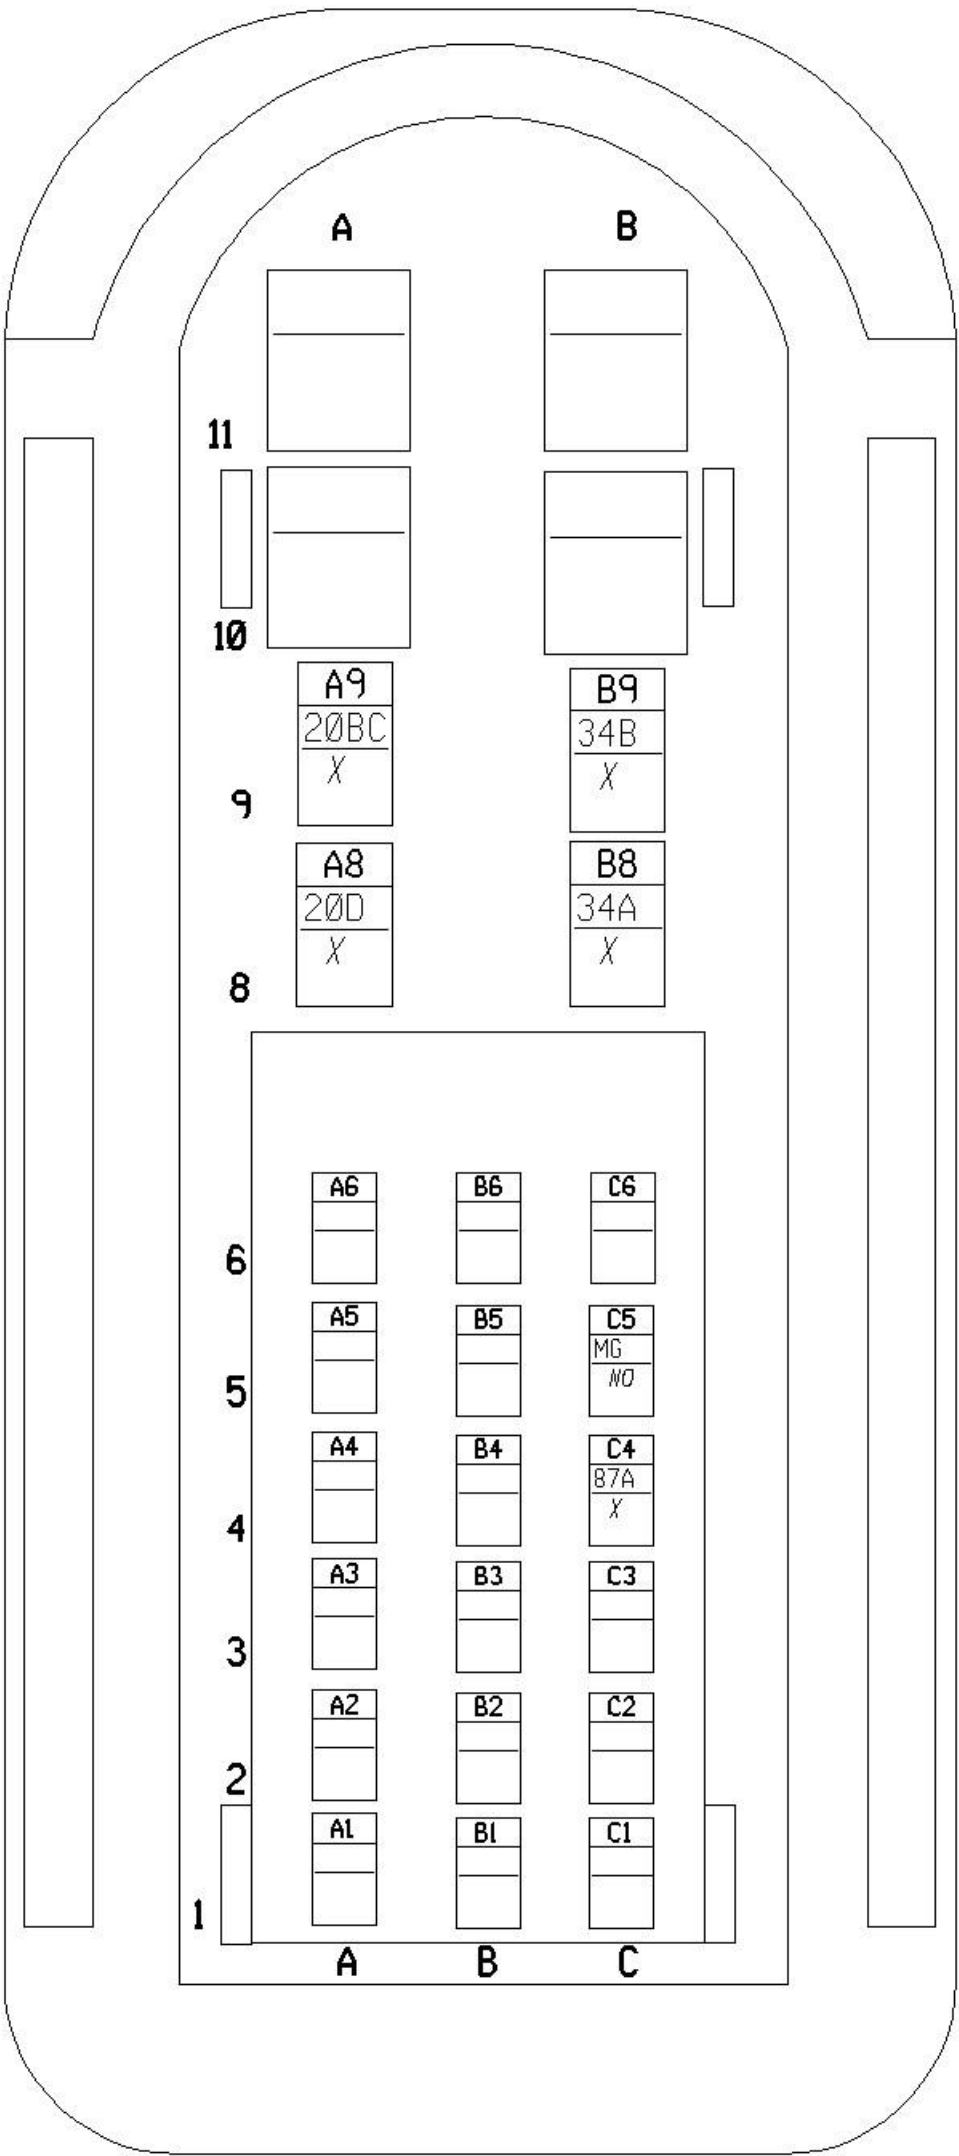 A B
11
10
A9 B9
20BC 34B
X X
9
A8 B8
20D 34A
X X
8
A6 B6 C6
6
A5 B5 C5
MG
NO
5
A4 B4 C4
87A
X
4
A3 B3 C3
3
A2 B2 C2
2
A1 B1 C1
1
A B C